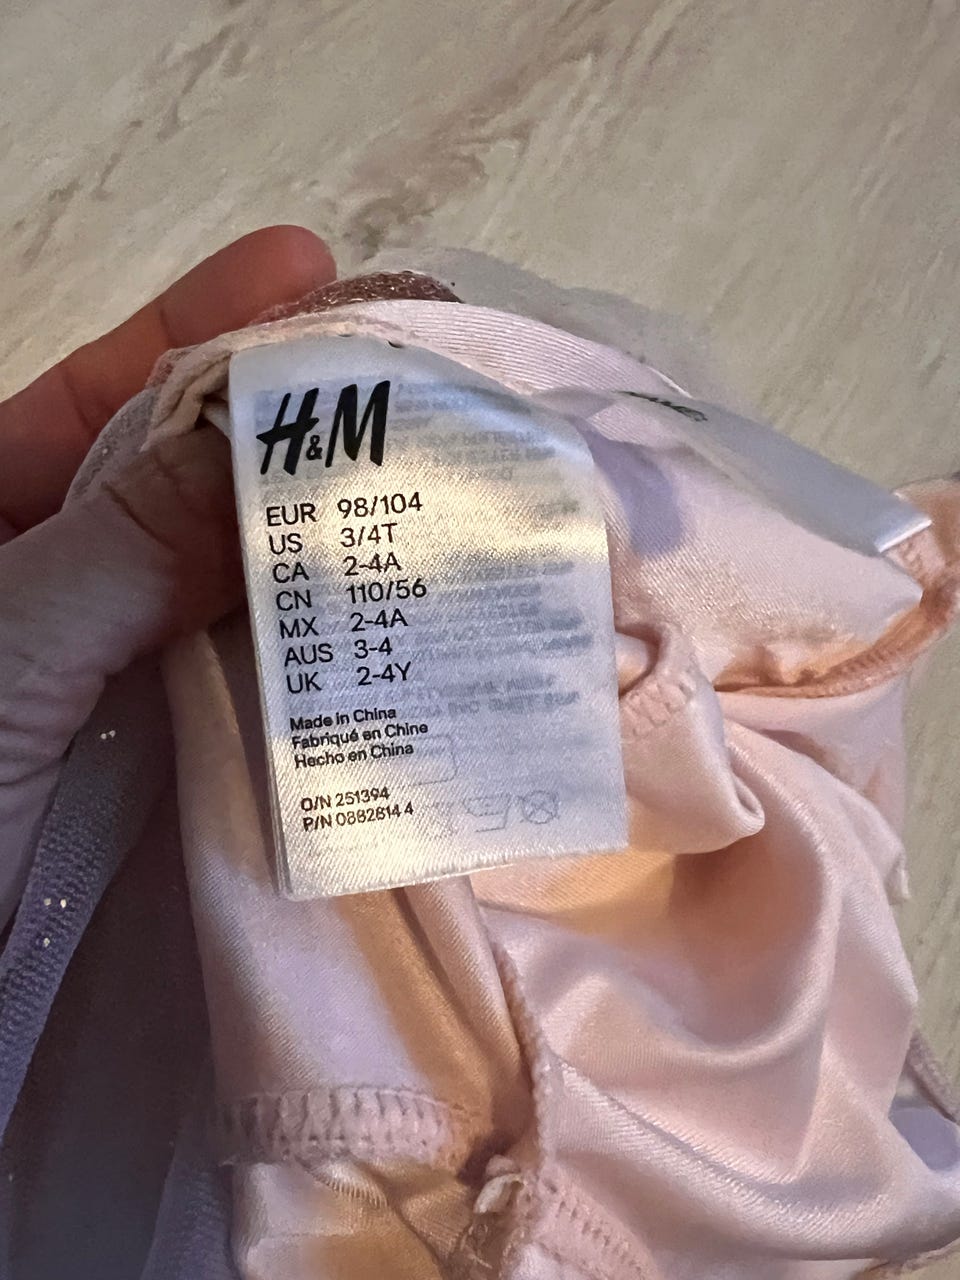 H&M
EUR 98/104
US 3/4T
CA 2-4A
CN 110/56
MX 2-4A
AUS 3-4
UK 2-4Y
Made in China
Fabriqué en Chine
Hecho en China
O/N 251394
P/N 0882814 4